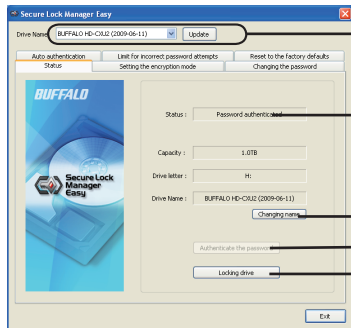 Secure Lock Manager Easy
Drive Name BUFFALO HD-CXU2 (2009-06-11) Update
Auto authentication Limit for incorrect password attempts Reset to the factory defaults
Status Setting the encryption mode Changing the password
BUFFALO
Status : Password authenticated
Capacity : 1.0TB
Secure Lock
Manager
Easy
Drive letter : H:
Drive Name : BUFFALO HD-CXU2 (2009-06-11)
Changing name
Authenticate the password
Locking drive
Exit